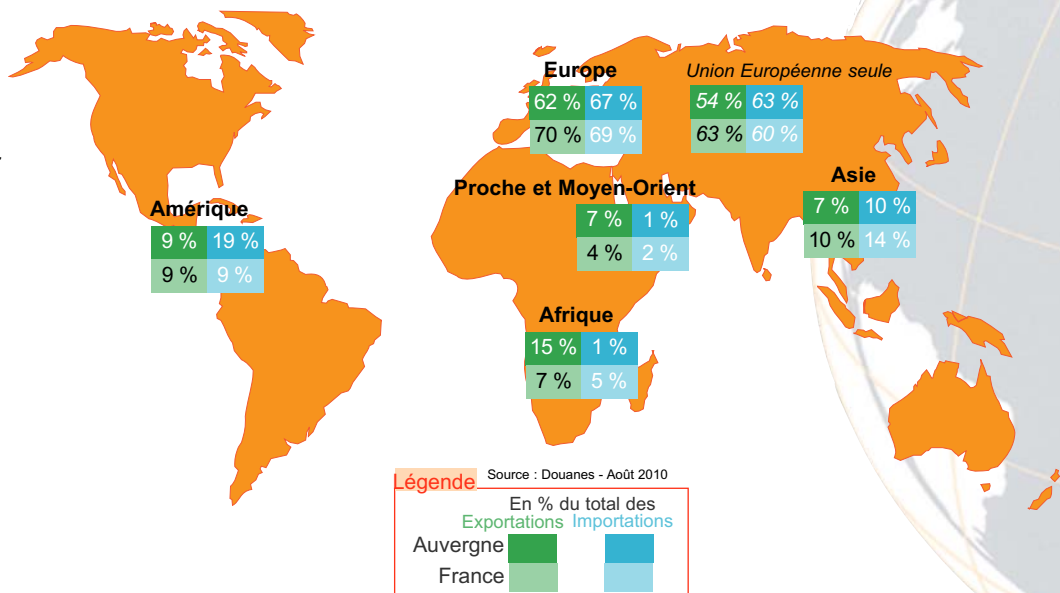 Europe
62 % 67 %
70 % 69 %
Union Européenne seule
54 % 63 %
63 % 60 %
Proche et Moyen-Orient
7 % 1 %
4 % 2 %
Asie
7 % 10 %
10 % 14 %
Amérique
9 % 19 %
9 % 9 %
Afrique
15 % 1 %
7 % 5 %
Légende
Source : Douanes - Août 2010
En % du total des
Exportations Importations
Auvergne
France